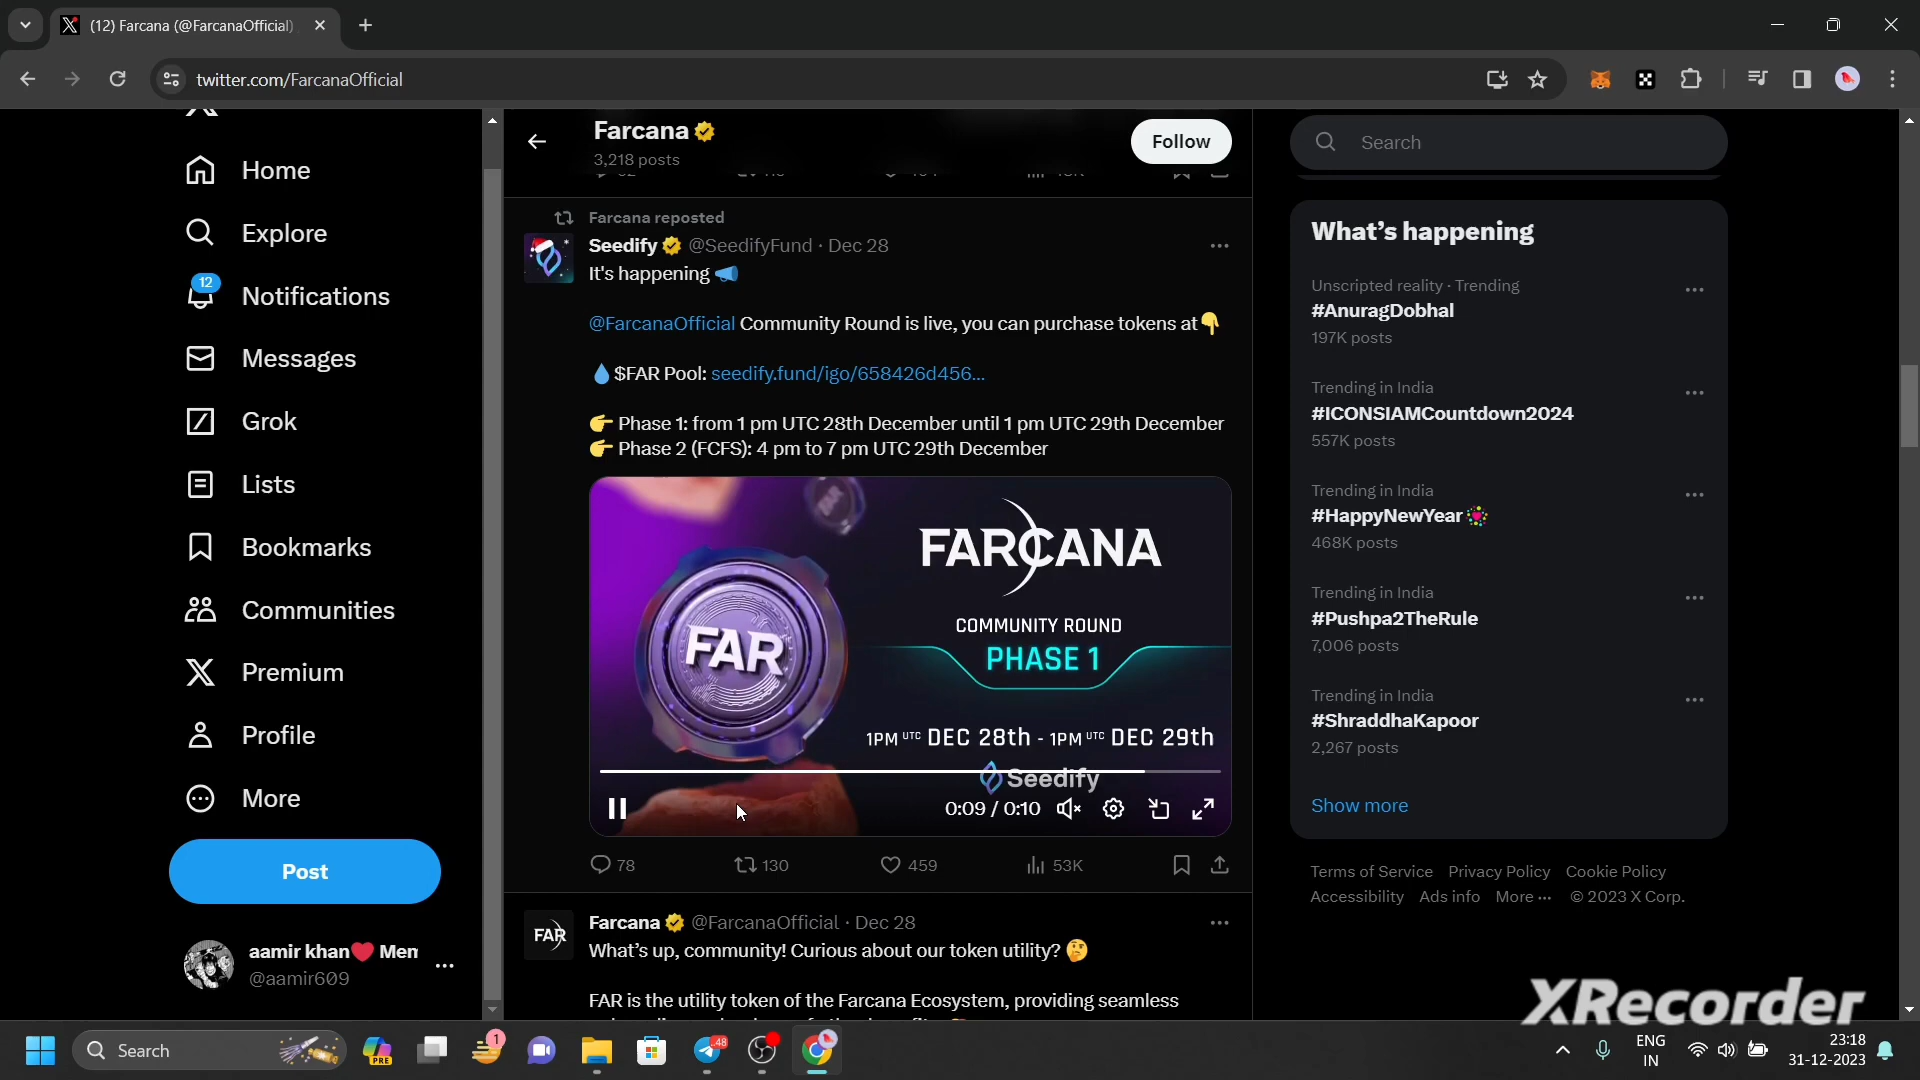 (12) Farcana (@FarcanaOfficial)
twitter.com/FarcanaOfficial
Home
Explore
12
Notifications
Messages
Grok
Lists
Bookmarks
Communities
Premium
Profile
More
Post
aamir khan❤️ Mem
@aamir609
Farcana
3,218 posts
Follow
Farcana reposted
Seedify @SeedifyFund · Dec 28
It's happening 📣
@FarcanaOfficial Community Round is live, you can purchase tokens at👇
💧$FAR Pool: seedify.fund/igo/658426d456...
👉 Phase 1: from 1 pm UTC 28th December until 1 pm UTC 29th December
👉 Phase 2 (FCFS): 4 pm to 7 pm UTC 29th December
FAR
FAR
FARCANA
COMMUNITY ROUND
PHASE 1
1PM UTC DEC 28th - 1PM UTC DEC 29th
Seedify
0:09 / 0:10
78 130 459 53K
FAR
Farcana @FarcanaOfficial · Dec 28
What's up, community! Curious about our token utility? 🤔
FAR is the utility token of the Farcana Ecosystem, providing seamless
Search
What's happening
Unscripted reality · Trending
#AnuragDobhal
197K posts
Trending in India
#ICONSIAMCountdown2024
557K posts
Trending in India
#HappyNewYear
468K posts
Trending in India
#Pushpa2TheRule
7,006 posts
Trending in India
#ShraddhaKapoor
2,267 posts
Show more
Terms of Service Privacy Policy Cookie Policy
Accessibility Ads info More ··· © 2023 X Corp.
XRecorder
Search
PRE
1
48
ENG
IN
23:18
31-12-2023